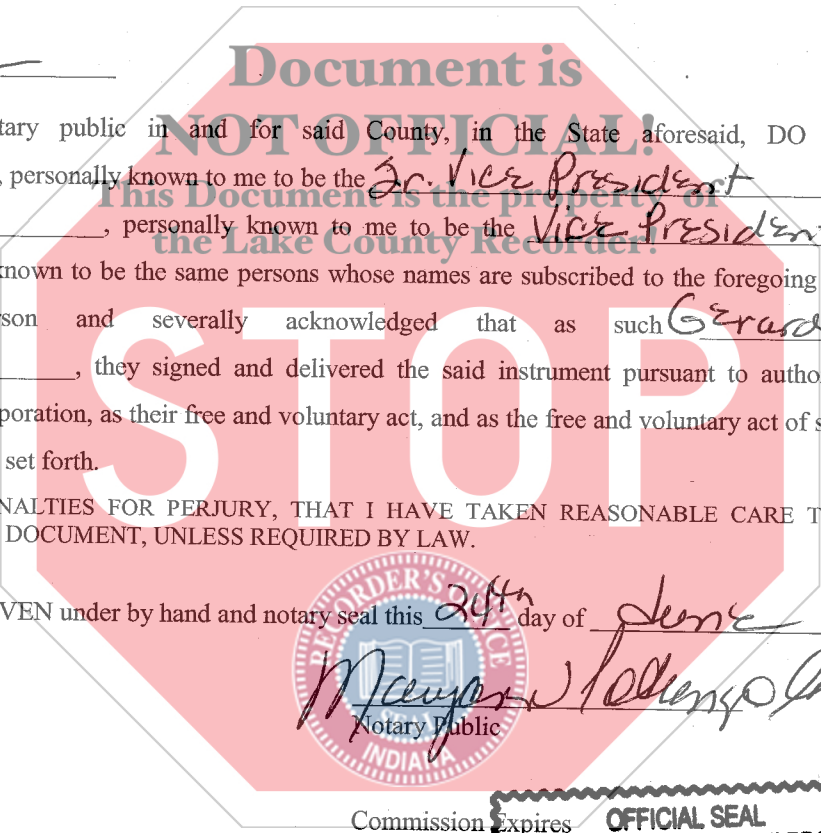 Document is
NOT OFFICIAL!
This Document is the property of
the Lake County Recorder!
STOP
tary public in and for said County, in the State aforesaid, DO
, personally known to me to be the Sr. Vice President
, personally known to me to be the Vice President
nown to be the same persons whose names are subscribed to the foregoing
rson and severally acknowledged that as such Gerard
, they signed and delivered the said instrument pursuant to autho
poration, as their free and voluntary act, and as the free and voluntary act of s
set forth.
NALTIES FOR PERJURY, THAT I HAVE TAKEN REASONABLE CARE T
DOCUMENT, UNLESS REQUIRED BY LAW.
VEN under by hand and notary seal this 24th day of June
RECORDER'S OFFICE
SEAL
INDIANA
Notary Public
Commission Expires
OFFICIAL SEAL